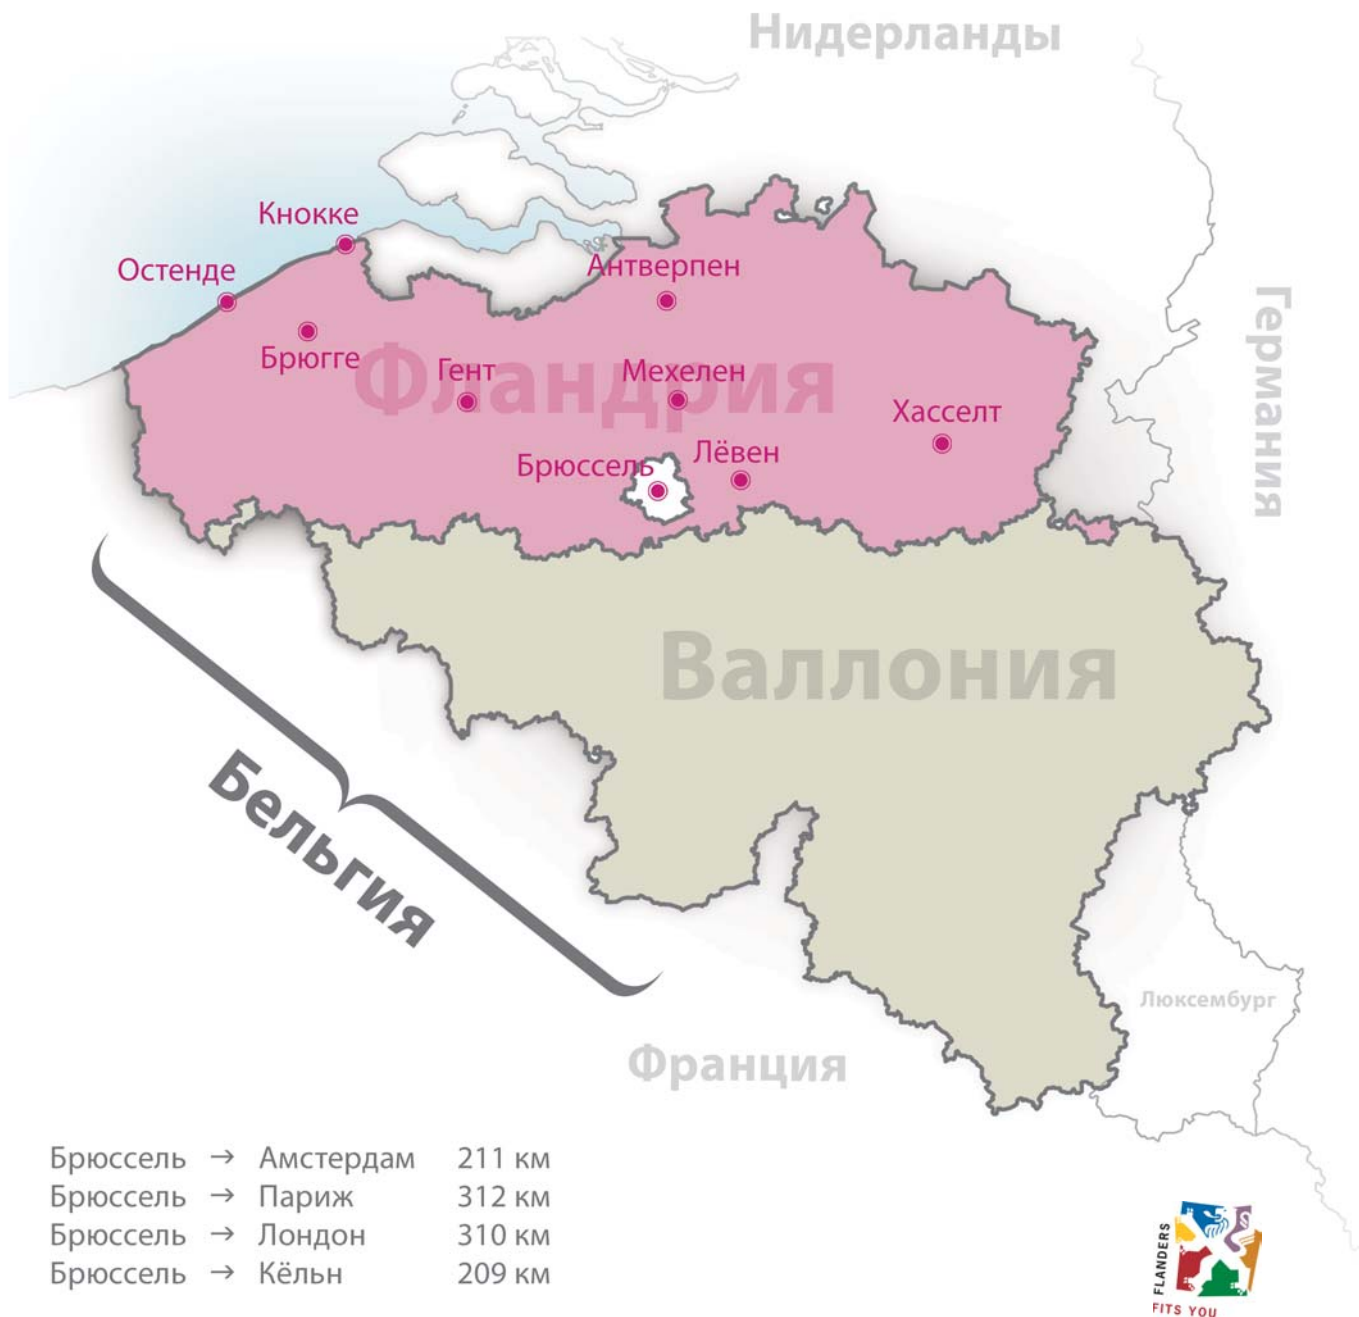 Нидерланды
Кнокке
Остенде
Антверпен
Брюгге
Фландрия
Гент
Мехелен
Хасселт
Брюссель
Лёвен
Германия
Валлония
Бельгия
Люксембург
Франция
Брюссель → Амстердам 211 км
Брюссель → Париж 312 км
Брюссель → Лондон 310 км
Брюссель → Кёльн 209 км
FLANDERS
FITS YOU